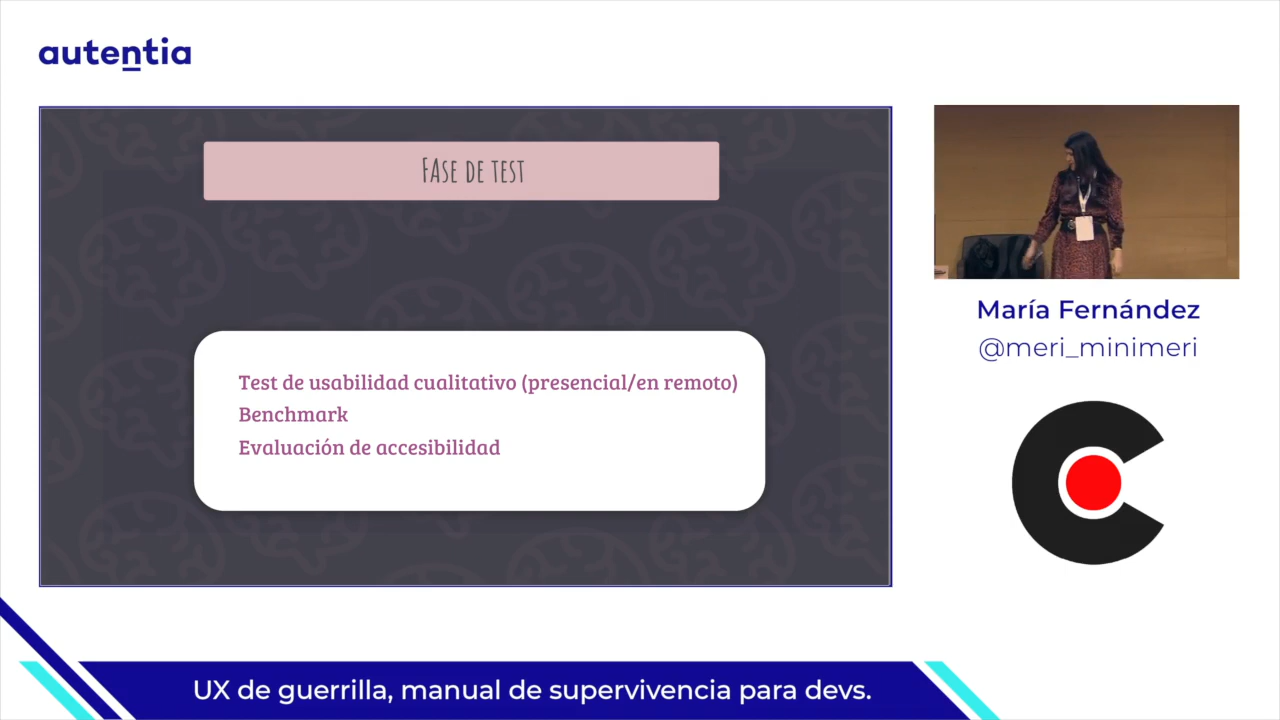 autentia
FASE DE TEST
Test de usabilidad cualitativo (presencial/en remoto)
Benchmark
Evaluación de accesibilidad
María Fernández
@meri_minimeri
UX de guerrilla, manual de supervivencia para devs.